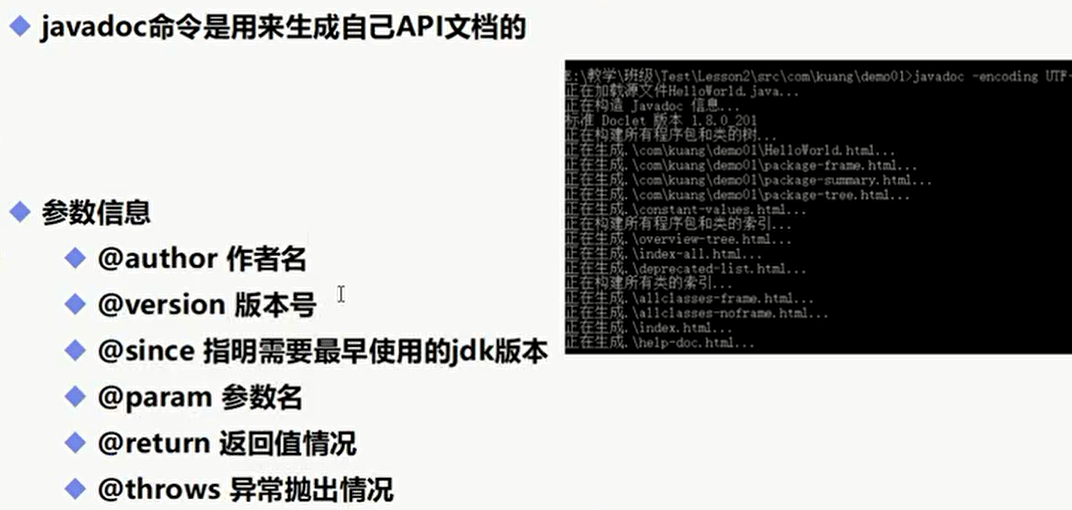 javadoc命令是用来生成自己API文档的
E:\教学\班级\Test\Lesson2\src\com\kuang\demo01>javadoc -encoding UTF-
正在加载源文件HelloWorld.java...
正在构造 Javadoc 信息...
标准 Doclet 版本 1.8.0_201
正在构建所有程序包和类的树...
正在生成.\com\kuang\demo01\HelloWorld.html...
正在生成.\com\kuang\demo01\package-frame.html...
正在生成.\com\kuang\demo01\package-summary.html...
正在生成.\com\kuang\demo01\package-tree.html...
正在生成.\constant-values.html...
正在构建所有程序包和类的索引...
正在生成.\overview-tree.html...
正在生成.\index-all.html...
正在生成.\deprecated-list.html...
正在构建所有类的索引...
正在生成.\allclasses-frame.html...
正在生成.\allclasses-noframe.html...
正在生成.\index.html...
正在生成.\help-doc.html...
参数信息
@author 作者名
@version 版本号
@since 指明需要最早使用的jdk版本
@param 参数名
@return 返回值情况
@throws 异常抛出情况